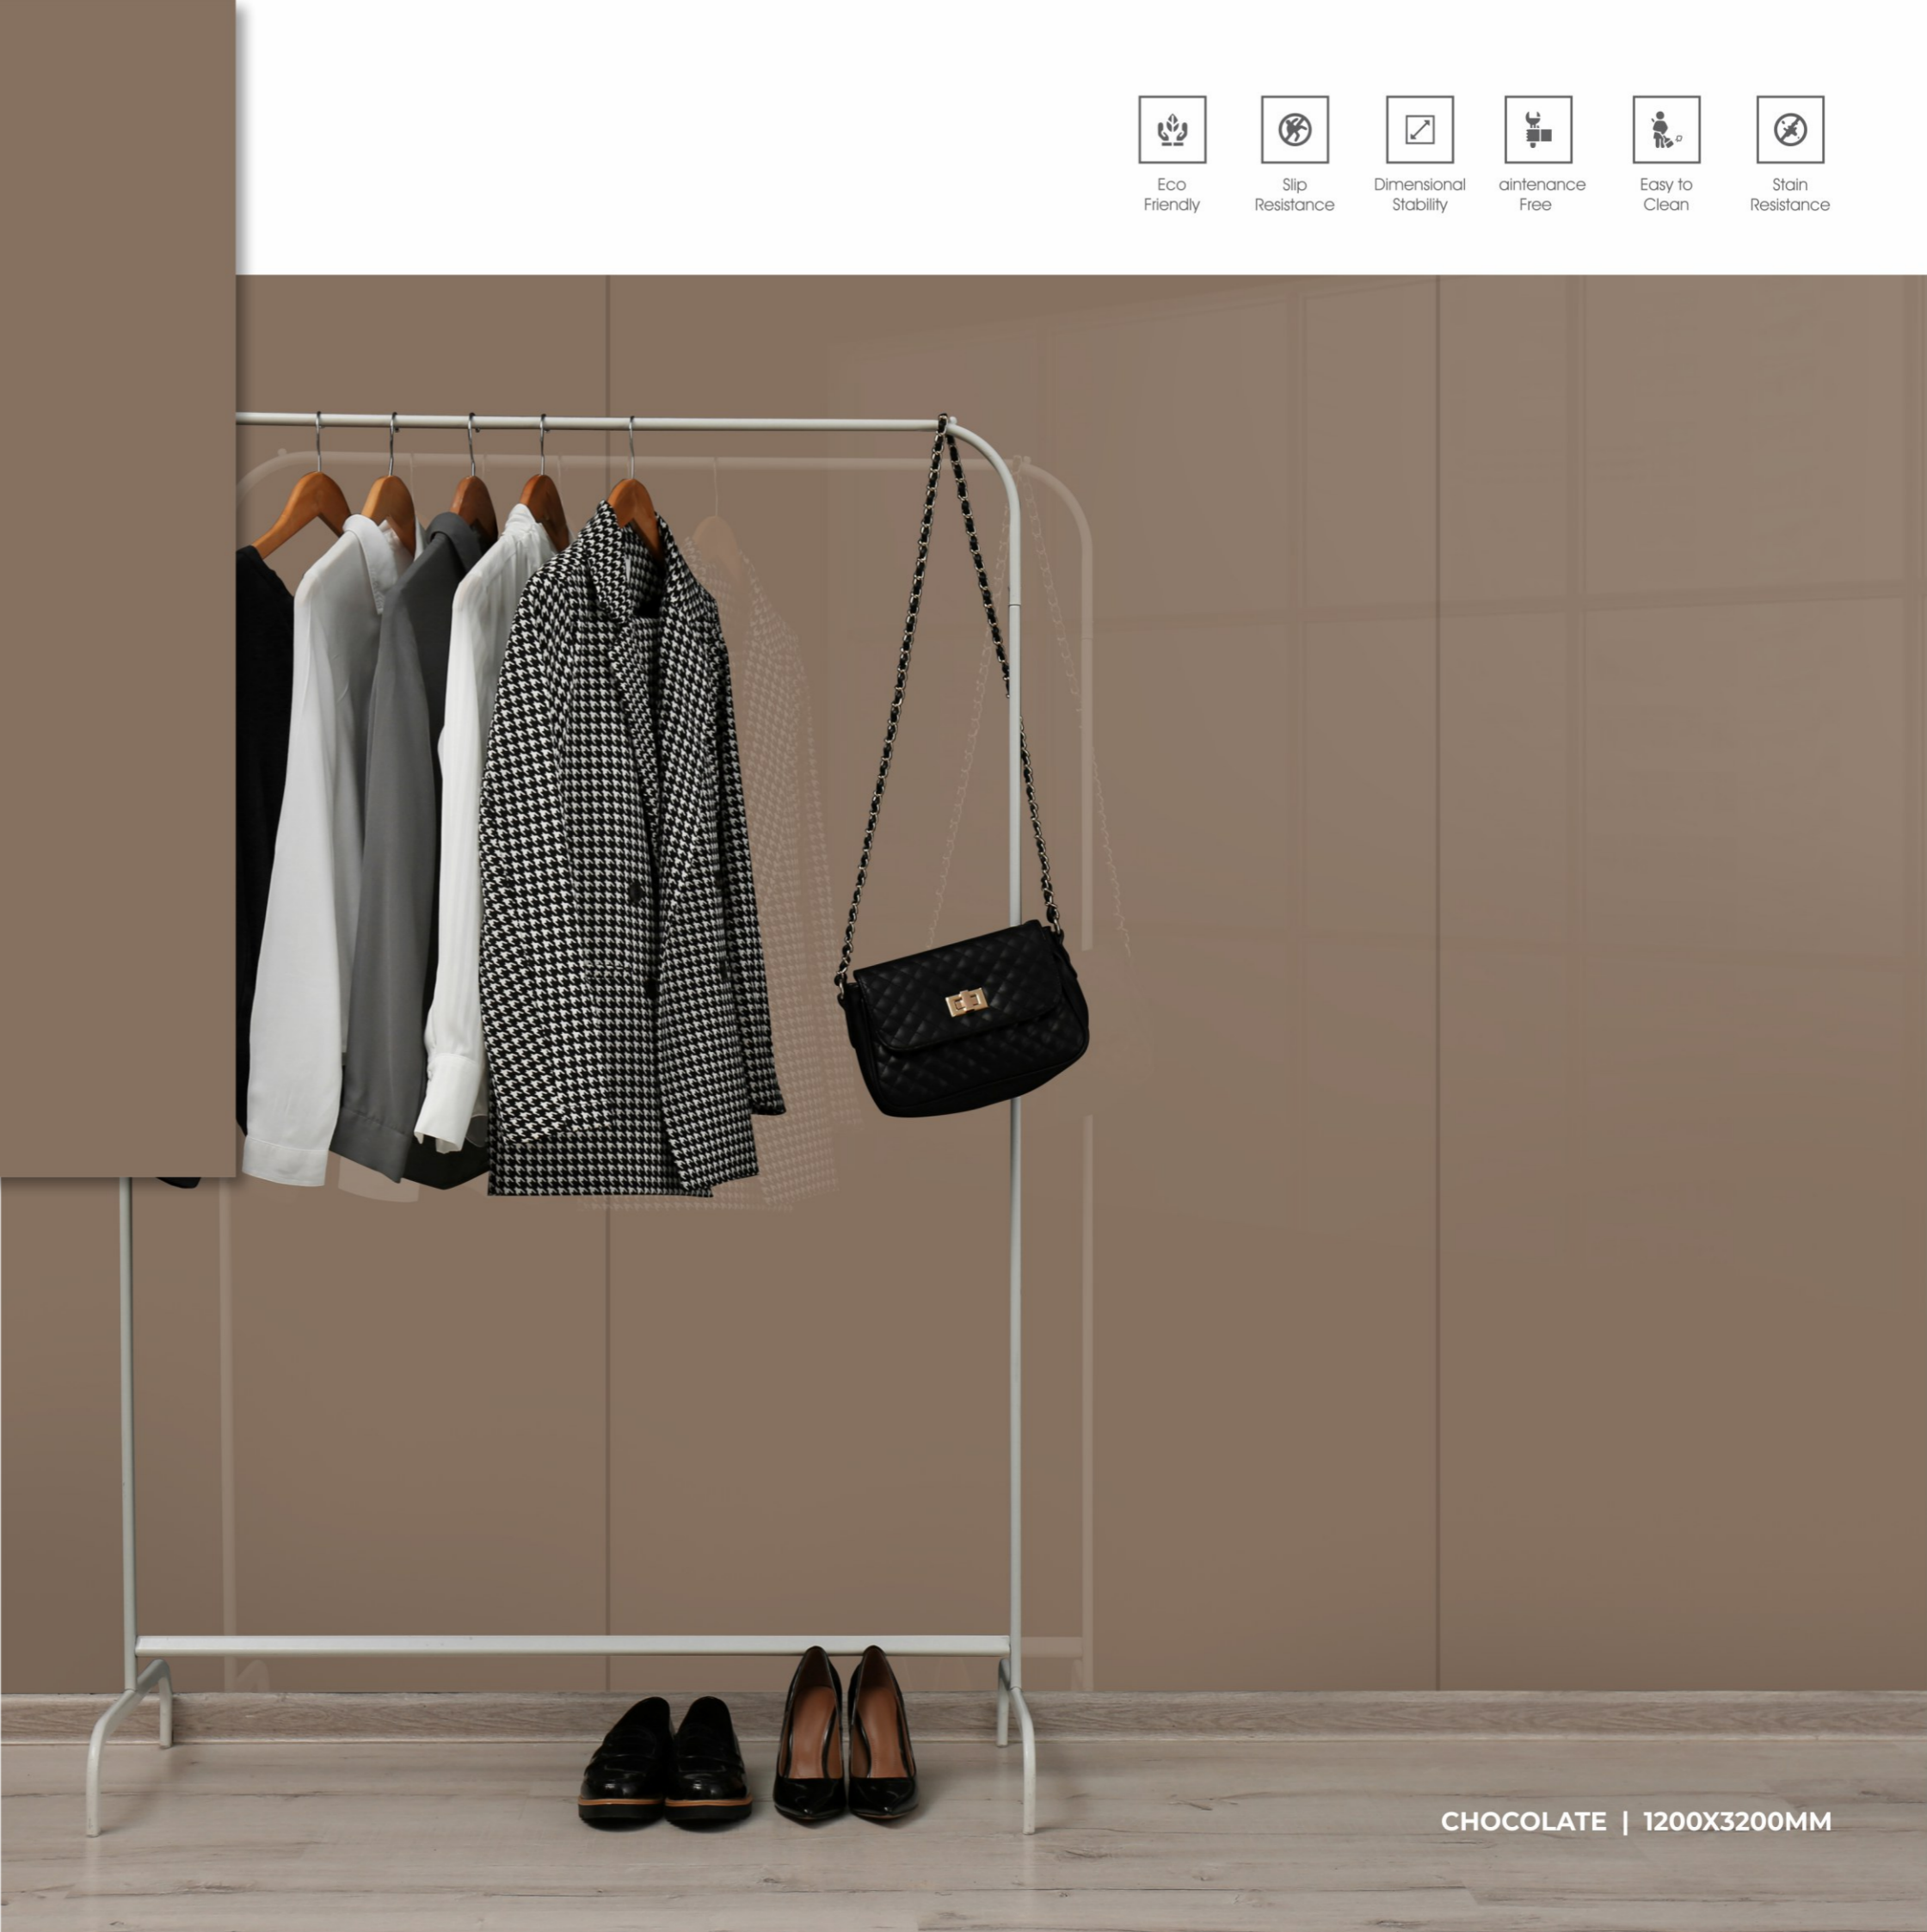 Eco
Friendly
Slip
Resistance
Dimensional
Stability
aintenance
Free
Easy to
Clean
Stain
Resistance
CHOCOLATE | 1200X3200MM